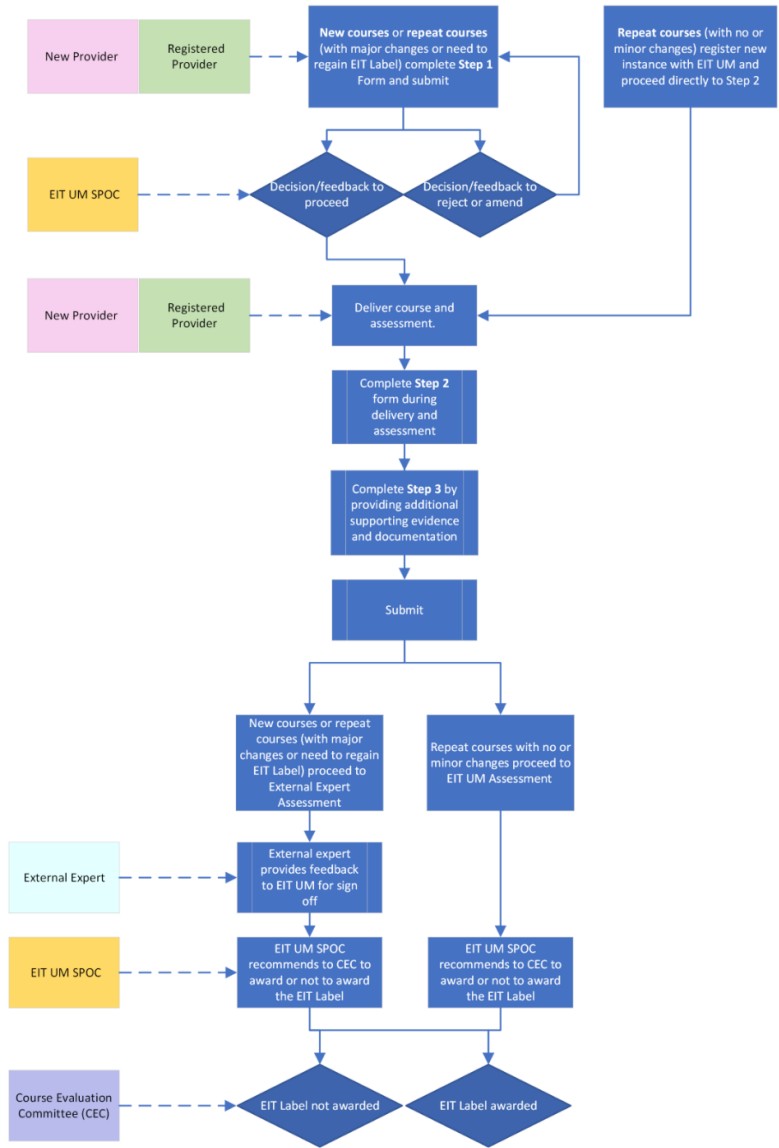 New Provider
Registered
Provider
New courses or repeat courses
(with major changes or need to
regain EIT Label) complete Step 1
Form and submit
Repeat courses (with no or
minor changes) register new
instance with EIT UM and
proceed directly to Step 2
EIT UM SPOC
Decision/feedback to
proceed
Decision/feedback to
reject or amend
New Provider
Registered
Provider
Deliver course and
assessment.
Complete Step 2
form during
delivery and
assessment
Complete Step 3 by
providing additional
supporting evidence
and documentation
Submit
New courses or repeat
courses (with major
changes or need to regain
EIT Label) proceed to
External Expert
Assessment
Repeat courses with no or
minor changes proceed to
EIT UM Assessment
External Expert
External expert
provides feedback
to EIT UM for sign
off
EIT UM SPOC
EIT UM SPOC
recommends to CEC to
award or not to award
the EIT Label
EIT UM SPOC
recommends to CEC to
award or not to award
the EIT Label
Course Evaluation
Committee (CEC)
EIT Label not awarded
EIT Label awarded